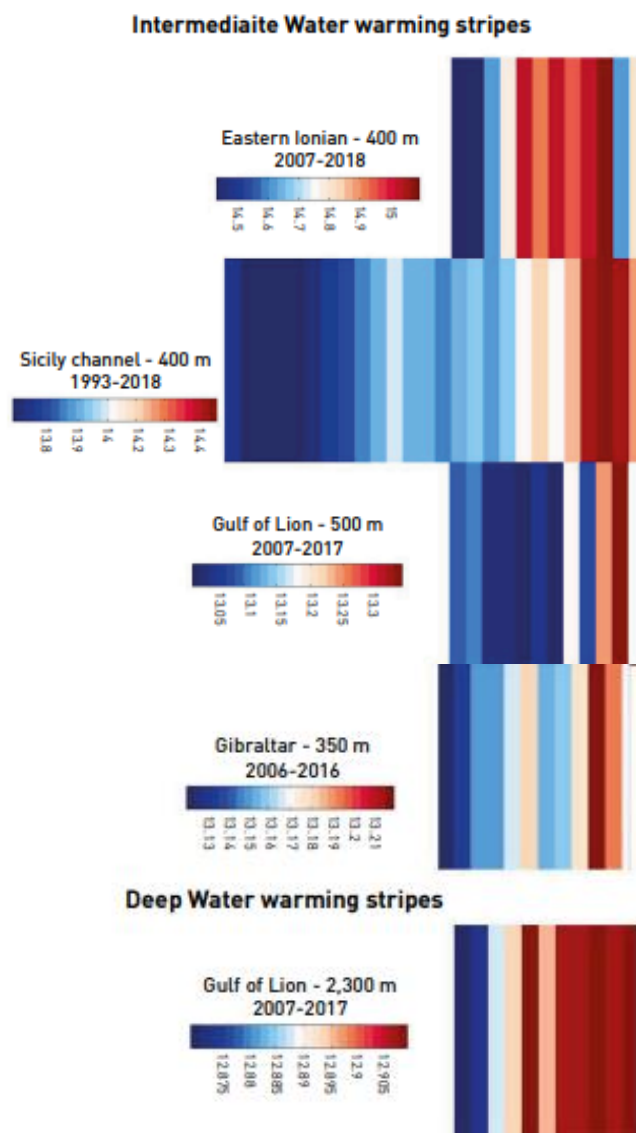 Intermediaite Water warming stripes
Eastern Ionian - 400 m
2007-2018
14.5 14.6 14.7 14.8 14.9 15
Sicily channel - 400 m
1993-2018
13.8 13.9 14 14.2 14.3 14.4
Gulf of Lion - 500 m
2007-2017
13.05 13.1 13.15 13.2 13.25 13.3
Gibraltar - 350 m
2006-2016
13.13 13.14 13.15 13.16 13.17 13.18 13.19 13.2 13.21
Deep Water warming stripes
Gulf of Lion - 2,300 m
2007-2017
12.875 12.88 12.885 12.89 12.895 12.9 12.905